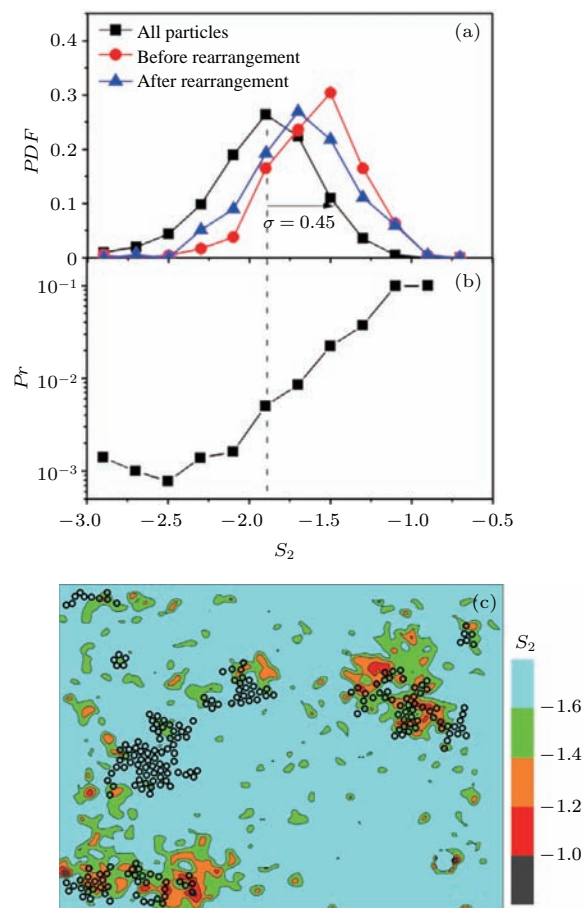 All particles
Before rearrangement
After rearrangement
(a)
0.4
0.3
0.2
0.1
0
PDF
σ = 0.45
(b)
10⁻¹
10⁻²
10⁻³
Pr
−3.0 −2.5 −2.0 −1.5 −1.0 −0.5
S₂
(c)
S₂
−1.6
−1.4
−1.2
−1.0